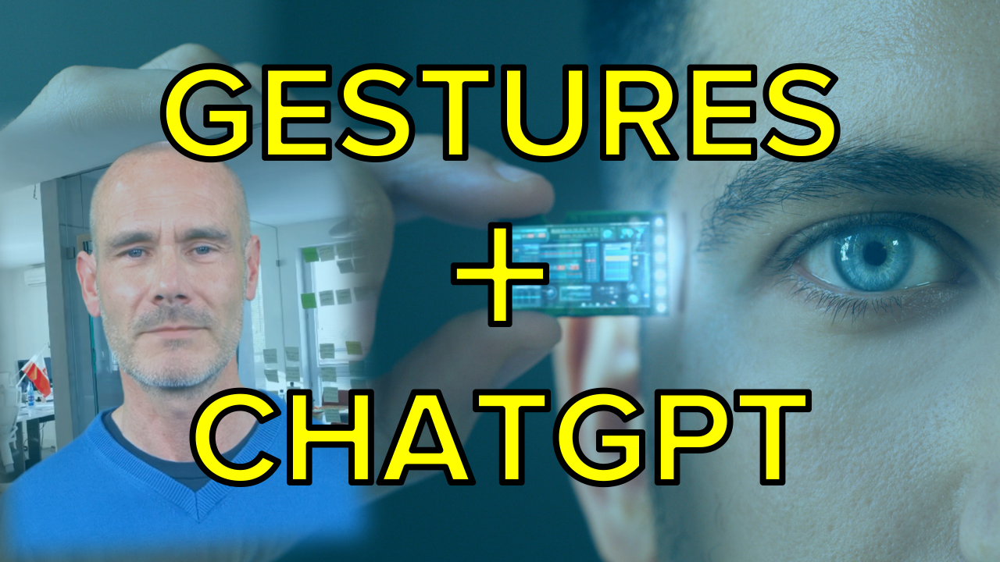 GESTURES
+
CHATGPT